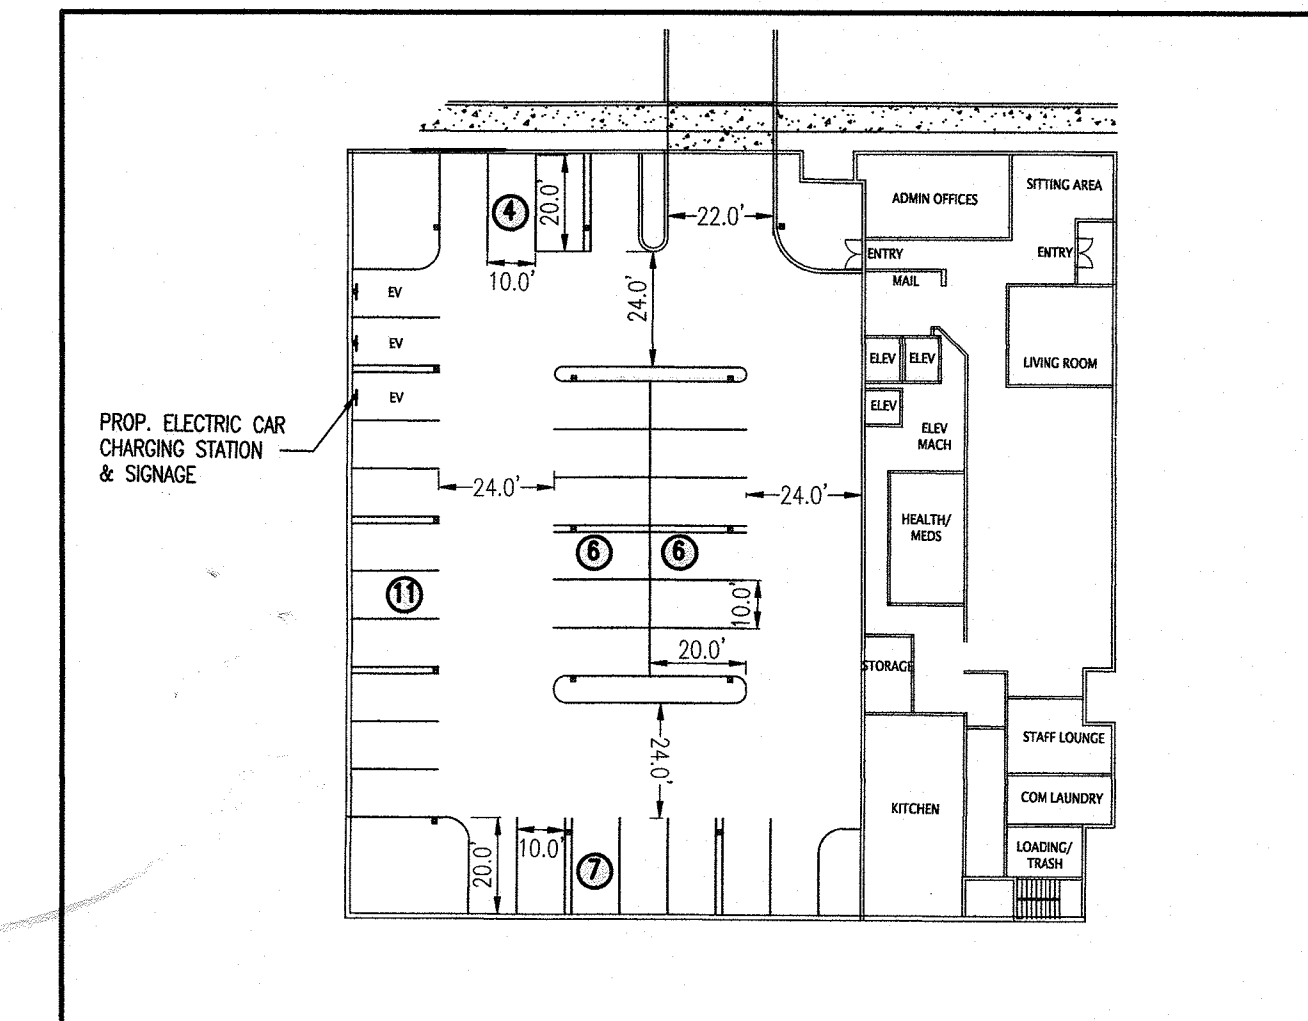 ADMIN OFFICES
SITTING AREA
4
20.0'
22.0'
10.0'
ENTRY
ENTRY
MAIL
24.0'
EV
EV
EV
ELEV
ELEV
ELEV
LIVING ROOM
PROP. ELECTRIC CAR
CHARGING STATION
& SIGNAGE
ELEV
MACH
24.0'
24.0'
HEALTH/
MEDS
6
6
11
10.0'
20.0'
STORAGE
24.0'
STAFF LOUNGE
COM LAUNDRY
KITCHEN
20.0'
10.0'
7
LOADING/
TRASH